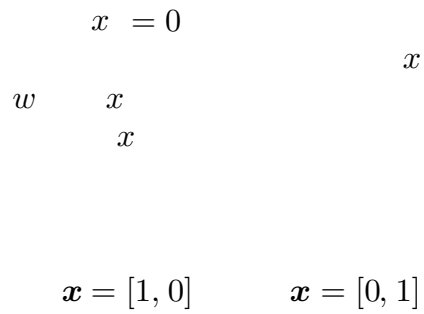 x = 0
x
w x
x
x = [1, 0] x = [0, 1]